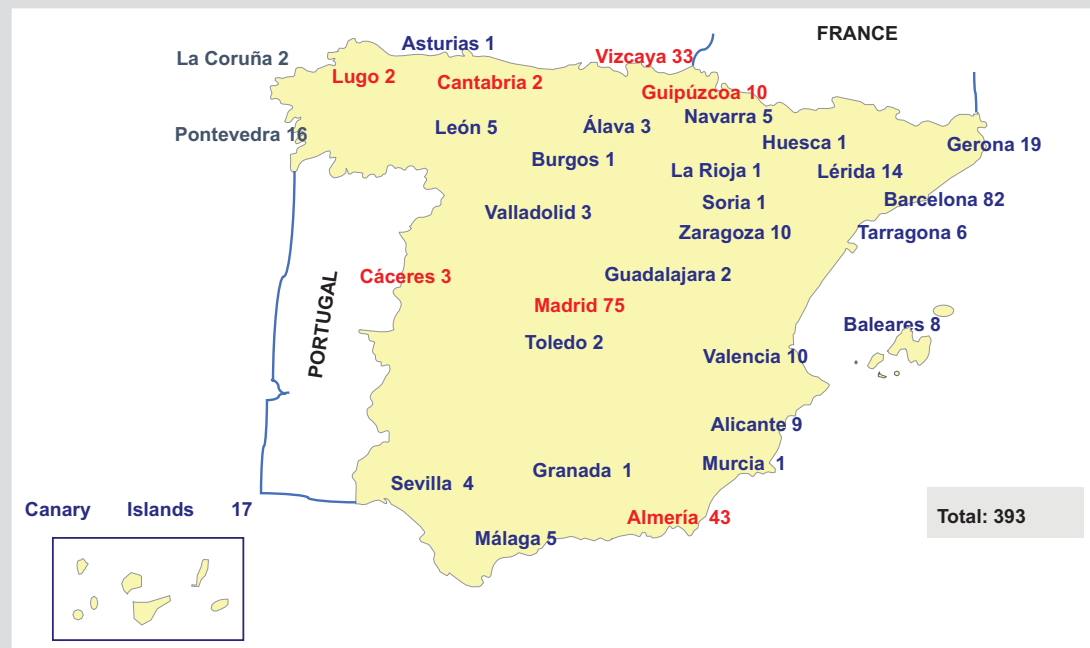 FRANCE
Asturias 1
La Coruña 2
Vizcaya 33
Lugo 2
Cantabria 2
Guipúzcoa 10
Navarra 5
Pontevedra 16
León 5
Álava 3
Huesca 1
Gerona 19
Burgos 1
La Rioja 1
Lérida 14
Soria 1
Barcelona 82
Valladolid 3
Zaragoza 10
Tarragona 6
Cáceres 3
Guadalajara 2
PORTUGAL
Madrid 75
Baleares 8
Toledo 2
Valencia 10
Alicante 9
Murcia 1
Granada 1
Sevilla 4
Canary Islands 17
Almería 43
Total: 393
Málaga 5